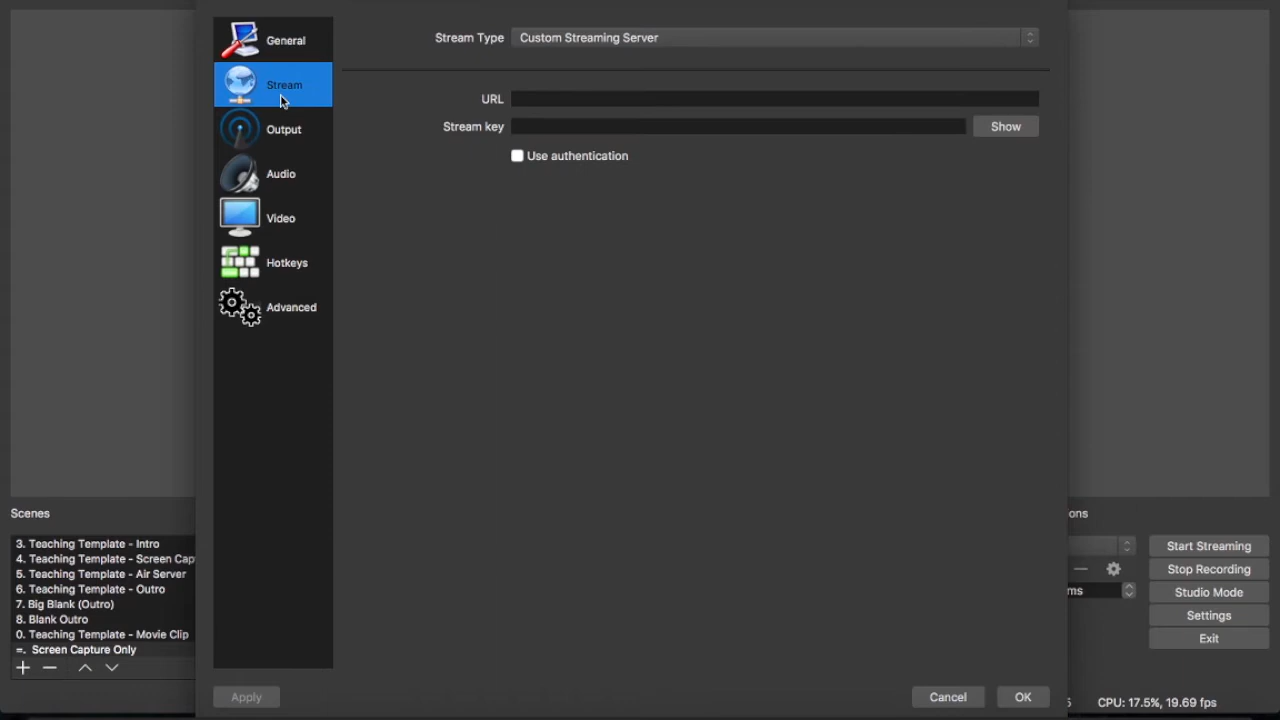 General
Stream
Output
Audio
Video
Hotkeys
Advanced
Stream Type Custom Streaming Server
URL
Stream key Show
Use authentication
Scenes
3. Teaching Template - Intro
4. Teaching Template - Screen Cap
5. Teaching Template - Air Server
6. Teaching Template - Outro
7. Big Blank (Outro)
8. Blank Outro
0. Teaching Template - Movie Clip
=. Screen Capture Only
ons
ms
Start Streaming
Stop Recording
Studio Mode
Settings
Exit
Apply
Cancel
OK
CPU: 17.5%, 19.69 fps